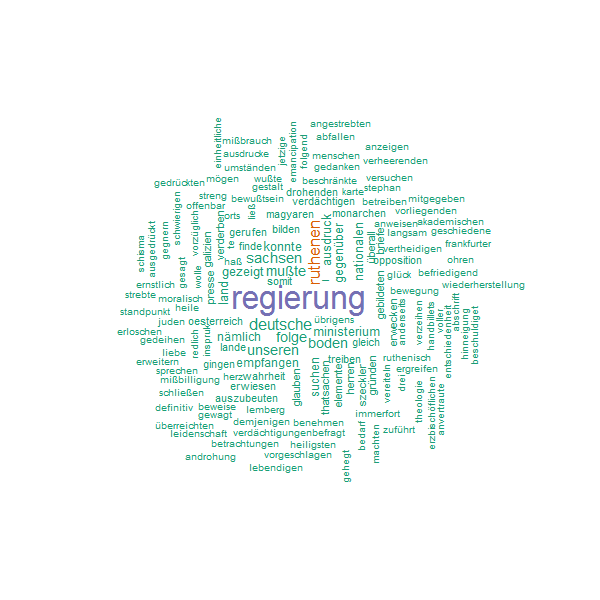 angestrebten
abfallen
einheitliche
mißbrauch
jetzige
emancipation
folgend
anzeigen
ausdrucke
menschen
verheerenden
umständen
gedanken
gedrückten
mögen
wußte
beschränkte
versuchen
gestalt
drohenden
karte
stephan
streng
bewußtsein
verdächtigen
betreiben
mitgegeben
offenbar
ließ
magyaren
monarchen
vorliegenden
schwierigen
vorzüglich
orts
akademischen
gegnern
verderben
gerufen
bilden
ausdruck
anweisen
langsam
geschiedene
schisma
ausgedrückt
galizien
te
finde
konnte
ruthenen
gegenüber
nationalen
überall
briefe
vertheidigen
frankfurter
gesagt
haß
sachsen
opposition
ohren
wolle
presse
land
gezeigt
mußte
glück
befriedigend
ernstlich
somit
l
gebildeten
bewegung
wiederherstellung
strebte
moralisch
heile
regierung
erwecken
anderseits
standpunkt
juden
oesterreich
deutsche
übrigens
handbillets
voller
abschrift
erloschen
redlich
inspruk
nämlich
folge
ministerium
verzeihen
entschiedenheit
hinneigung
beschuldiget
gedeihen
lande
unseren
boden
gleich
liebe
gingen
empfangen
suchen
treiben
ruthenisch
erweitern
sprechen
herz
wahrheit
thatsachen
elemente
herren
szeckler
gründen
ergreifen
mißbilligung
erwiesen
glauben
vereiteln
drei
schließen
auszubeuten
theologie
erzbischöflichen
anvertraute
definitiv
beweise
lemberg
immerfort
gewagt
demjenigen
benehmen
bedarf
überreichten
zuführt
leidenschaft
verdächtigungen
befragt
machten
betrachtungen
heiligsten
androhung
vorgeschlagen
gehegt
lebendigen